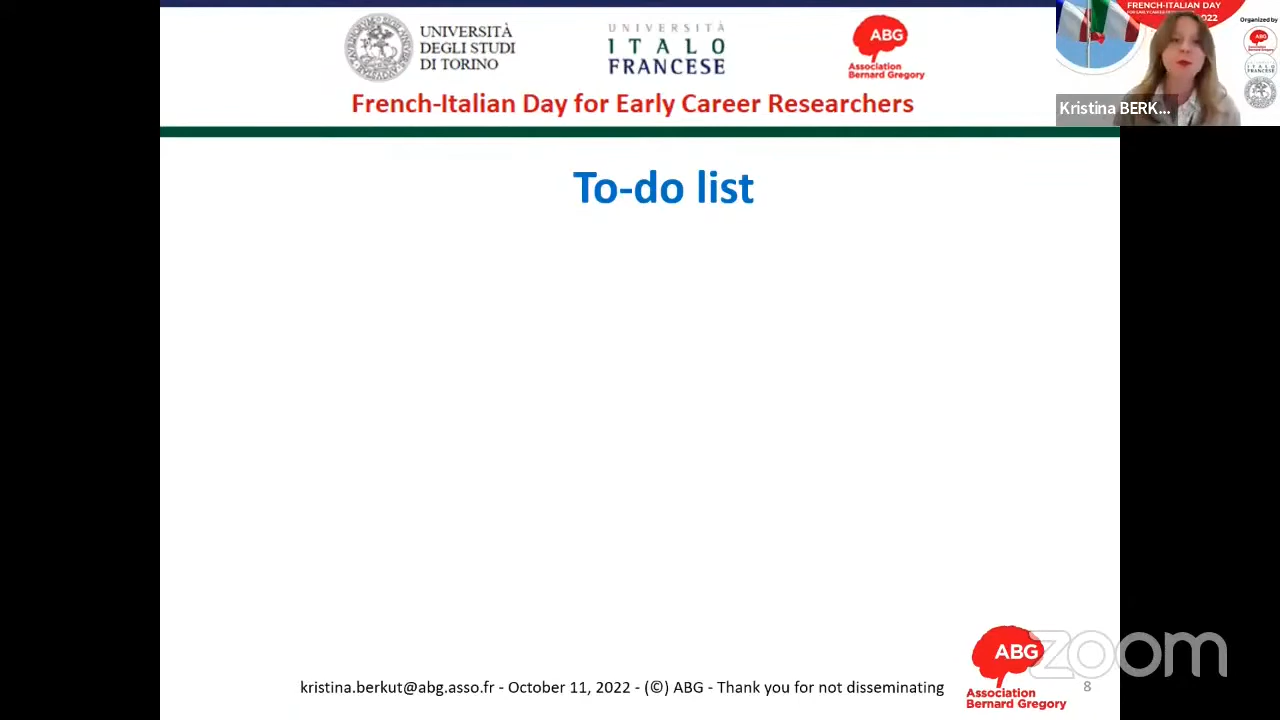 UNIVERSITÀ
DEGLI STUDI
DI TORINO
UNIVERSITÀ
ITALO
FRANCESE
ABG
Association
Bernard Gregory
French-Italian Day for Early Career Researchers
FRENCH-ITALIAN DAY
2022
Organized by
Kristina BERK...
To-do list
kristina.berkut@abg.asso.fr - October 11, 2022 - (©) ABG - Thank you for not disseminating
ABG
Association
Bernard Gregory
8
zoom